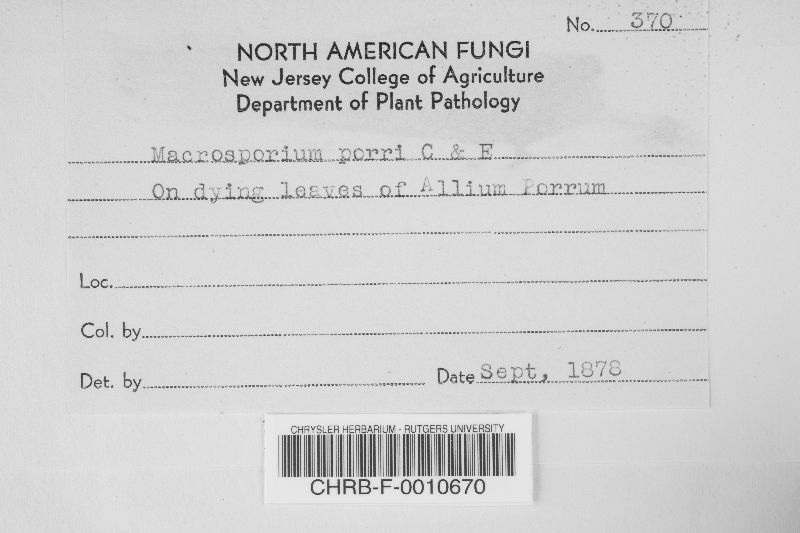 No. 370
NORTH AMERICAN FUNGI
New Jersey College of Agriculture
Department of Plant Pathology
Macrosporium porri C & E
On dying leaves of Allium Porrum
Loc.
Col. by
Det. by Date Sept, 1878
CHRYSLER HERBARIUM - RUTGERS UNIVERSITY
CHRB-F-0010670